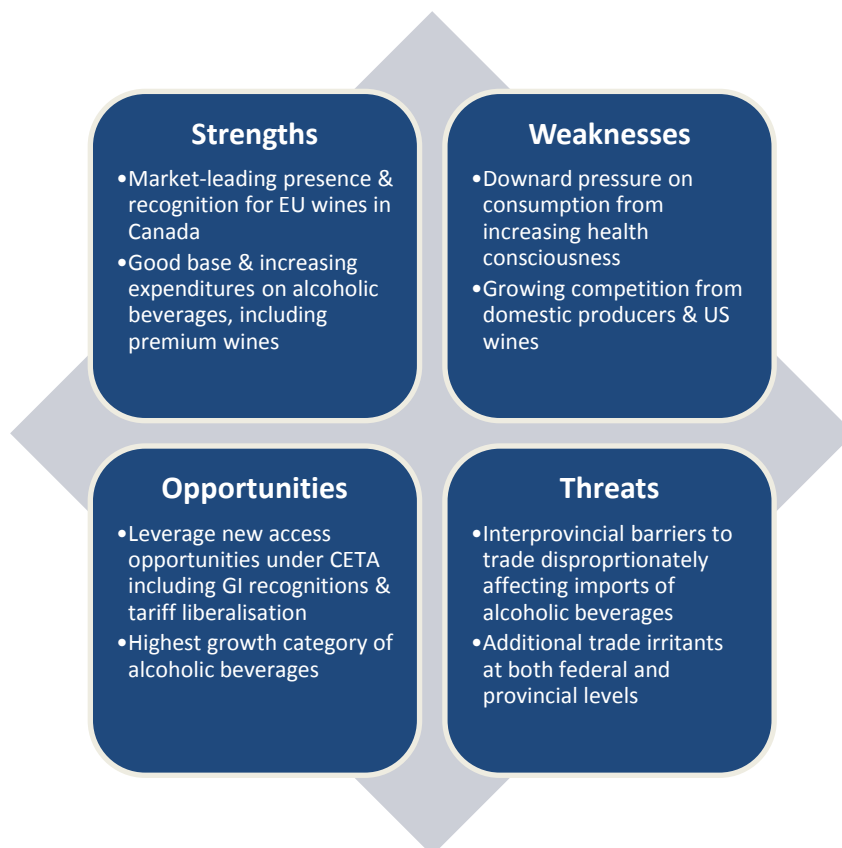 Strengths
•Market-leading presence &
recognition for EU wines in
Canada
•Good base & increasing
expenditures on alcoholic
beverages, including
premium wines
Weaknesses
•Downard pressure on
consumption from
increasing health
consciousness
•Growing competition from
domestic producers & US
wines
Opportunities
•Leverage new access
opportunities under CETA
including GI recognitions &
tariff liberalisation
•Highest growth category of
alcoholic beverages
Threats
•Interprovincial barriers to
trade disproprtionately
affecting imports of
alcoholic beverages
•Additional trade irritants
at both federal and
provincial levels